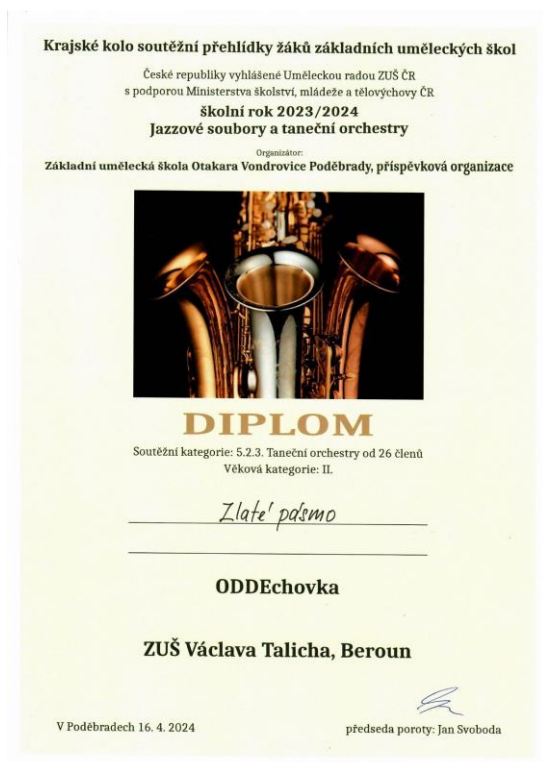 Krajské kolo soutěžní přehlídky žáků základních uměleckých škol
České republiky vyhlášené Uměleckou radou ZUŠ ČR
s podporou Ministerstva školství, mládeže a tělovýchovy ČR
školní rok 2023/2024
Jazzové soubory a taneční orchestry
Organizátor:
Základní umělecká škola Otakara Vondrovice Poděbrady, příspěvková organizace
DIPLOM
Soutěžní kategorie: 5.2.3. Taneční orchestry od 26 členů
Věková kategorie: II.
Zlaté pásmo
ODDEchovka
ZUŠ Václava Talicha, Beroun
V Poděbradech 16. 4. 2024
předseda poroty: Jan Svoboda